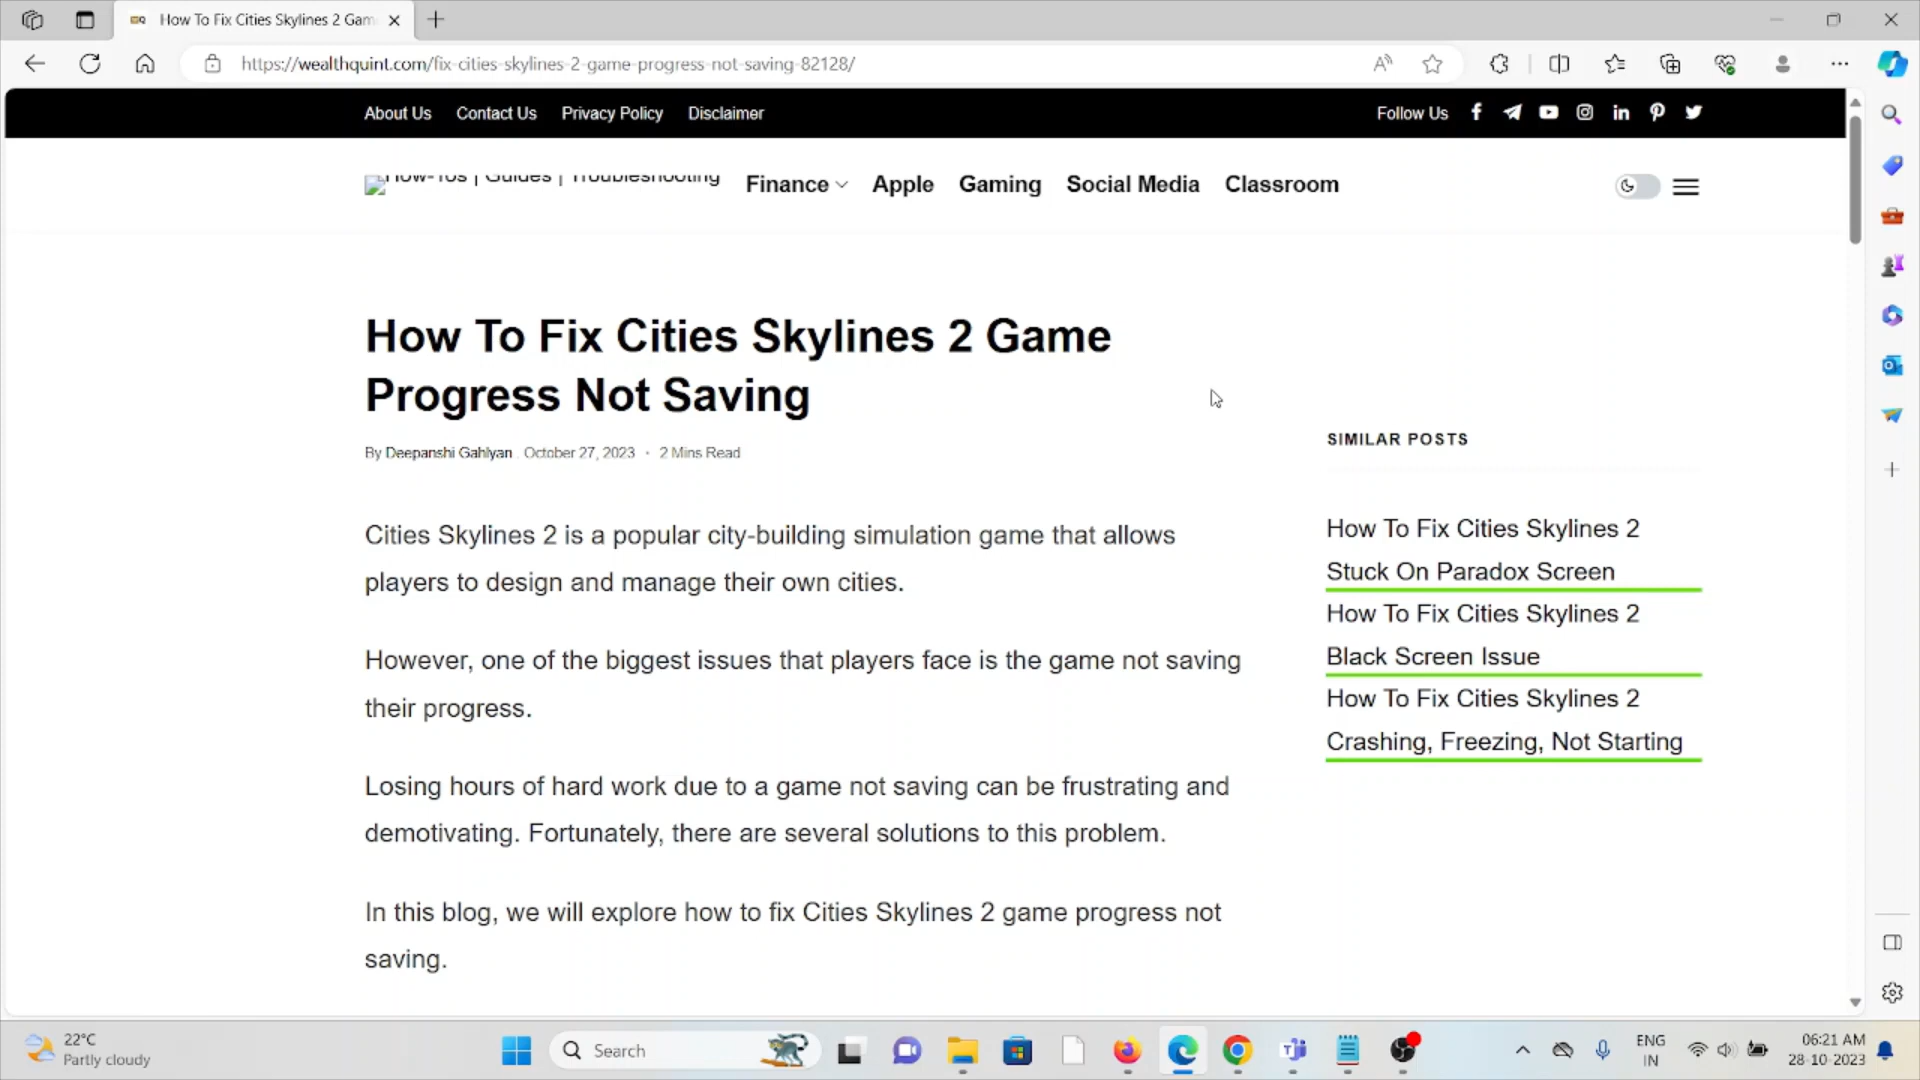 How To Fix Cities Skylines 2 Gam
https://wealthquint.com/fix-cities-skylines-2-game-progress-not-saving-82128/
About Us Contact Us Privacy Policy Disclaimer Follow Us
How-Tos | Guides | Troubleshooting Finance Apple Gaming Social Media Classroom
How To Fix Cities Skylines 2 Game
Progress Not Saving
By Deepanshi Gahlyan . October 27, 2023 · 2 Mins Read
Cities Skylines 2 is a popular city-building simulation game that allows
players to design and manage their own cities.
However, one of the biggest issues that players face is the game not saving
their progress.
Losing hours of hard work due to a game not saving can be frustrating and
demotivating. Fortunately, there are several solutions to this problem.
In this blog, we will explore how to fix Cities Skylines 2 game progress not
saving.
SIMILAR POSTS
How To Fix Cities Skylines 2
Stuck On Paradox Screen
How To Fix Cities Skylines 2
Black Screen Issue
How To Fix Cities Skylines 2
Crashing, Freezing, Not Starting
22°C
Partly cloudy
Search
ENG
IN
06:21 AM
28-10-2023